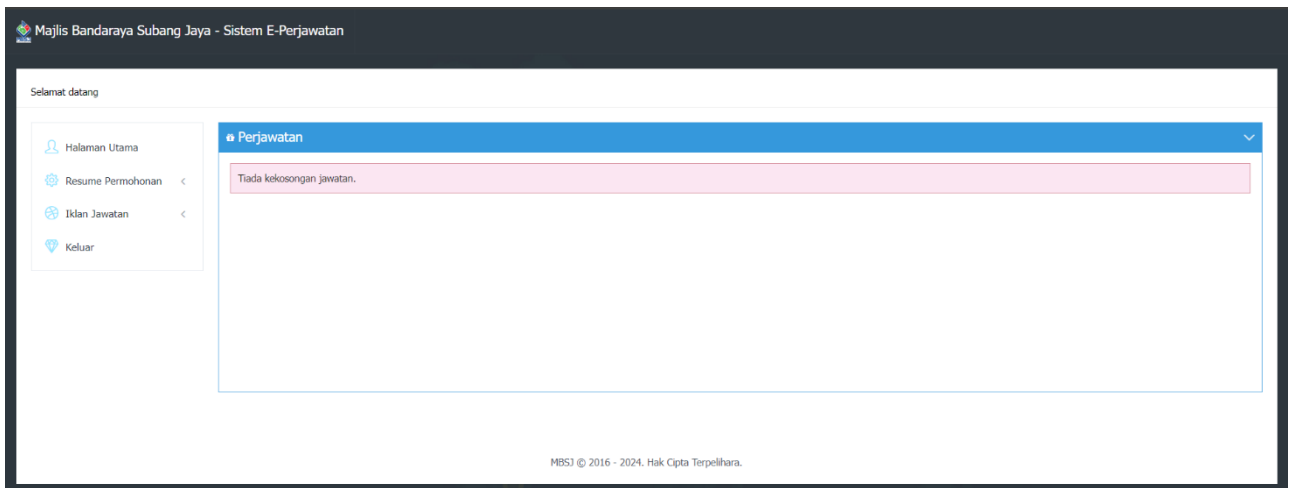 Majlis Bandaraya Subang Jaya - Sistem E-Perjawatan
Selamat datang
Halaman Utama
Resume Permohonan
Iklan Jawatan
Keluar
Perjawatan
Tiada kekosongan jawatan.
MBSJ © 2016 - 2024. Hak Cipta Terpelihara.